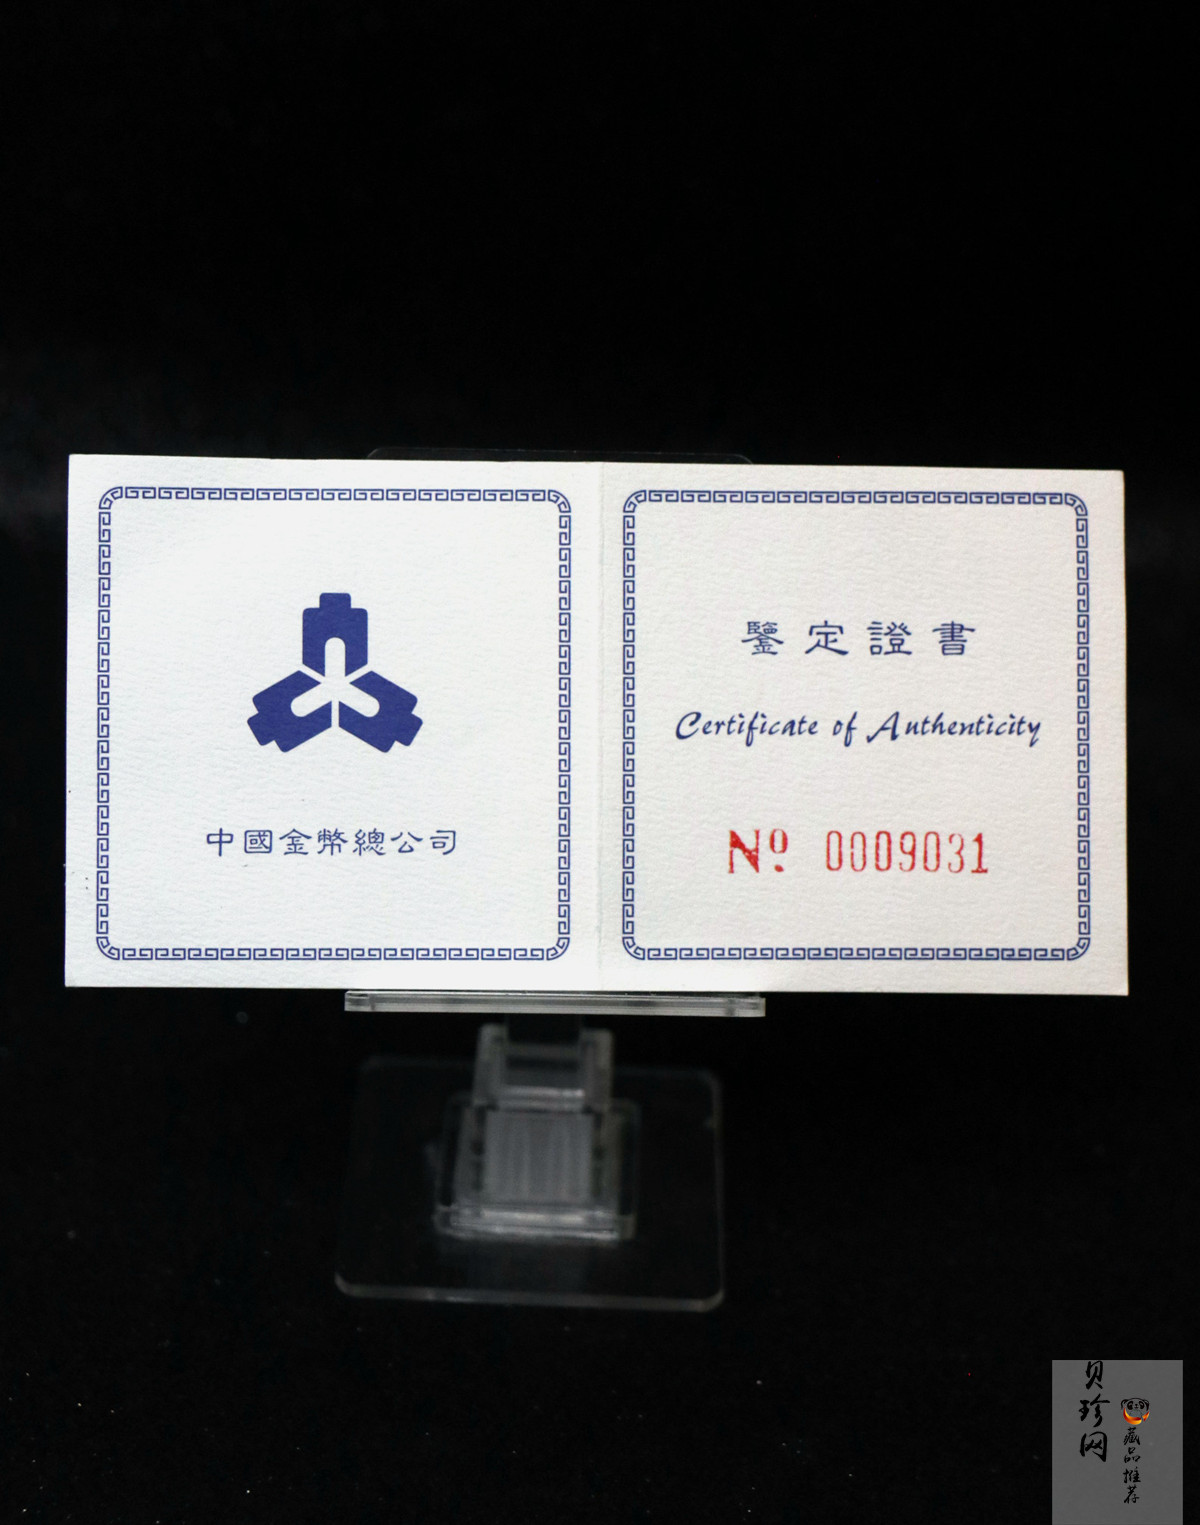 中國金幣總公司
鑒定證書
Certificate of Authenticity
Nº 0009031
贝珍网
藏品推荐